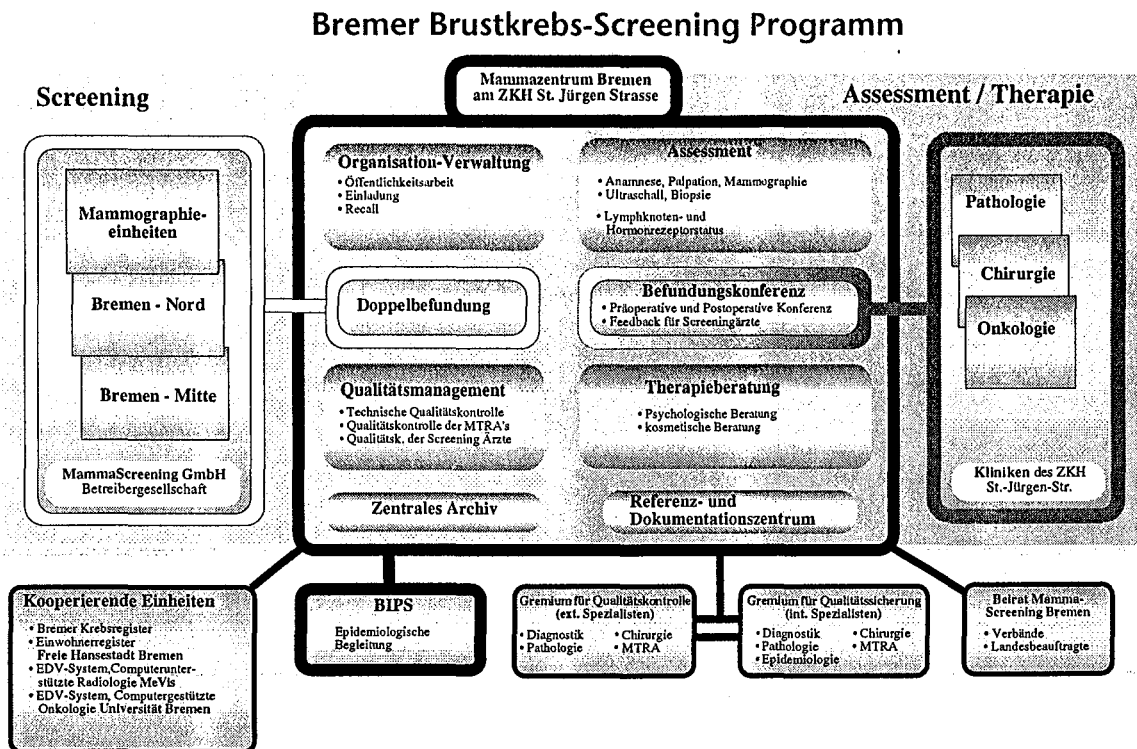 Bremer Brustkrebs-Screening Programm
Mammazentrum Bremen
am ZKH St. Jürgen Strasse
Screening
Assessment / Therapie
Mammographie-
einheiten
Bremen - Nord
Bremen - Mitte
MammaScreening GmbH
Betreibergesellschaft
Organisation-Verwaltung
• Öffentlichkeitsarbeit
• Einladung
• Recall
Doppelbefundung
Qualitätsmanagement
• Technische Qualitätskontrolle
• Qualitätskontrolle der MTRA's
• Qualitätsk. der Screening Ärzte
Zentrales Archiv
Assessment
• Anamnese, Palpation, Mammographie
• Ultraschall, Biopsie
• Lymphknoten- und
Hormonrezeptorstatus
Befundungskonferenz
• Präoperative und Postoperstive Konferenz
• Feedback für Screeningärzte
Therapieberatung
• Psychologische Beratung
• kosmetische Beratung
Referenz- und
Dokumentationszentrum
Pathologie
Chirurgie
Onkologie
Kliniken des ZKH
St.-Jürgen-Str.
Kooperierende Einheiten
• Bremer Krebsregister
• Einwohnerregister
Freie Hansestadt Bremen
• EDV-System,Computerunter-
stützte Radiologie MeVis
• EDV-System, Computergestützte
Onkologie Universität Bremen
BIPS
Epidemiologische
Begleitung
Gremium für Qualitätskontrolle
(ext. Spezialisten)
• Diagnostik • Chirurgie
• Pathologie • MTRA
Gremium für Qualitätssicherung
(int. Spezialisten)
• Diagnostik • Chirurgie
• Pathologie • MTRA
• Epidemiologie
Beirat Mamma-
Screening Bremen
• Verbände
• Landesbeauftragte